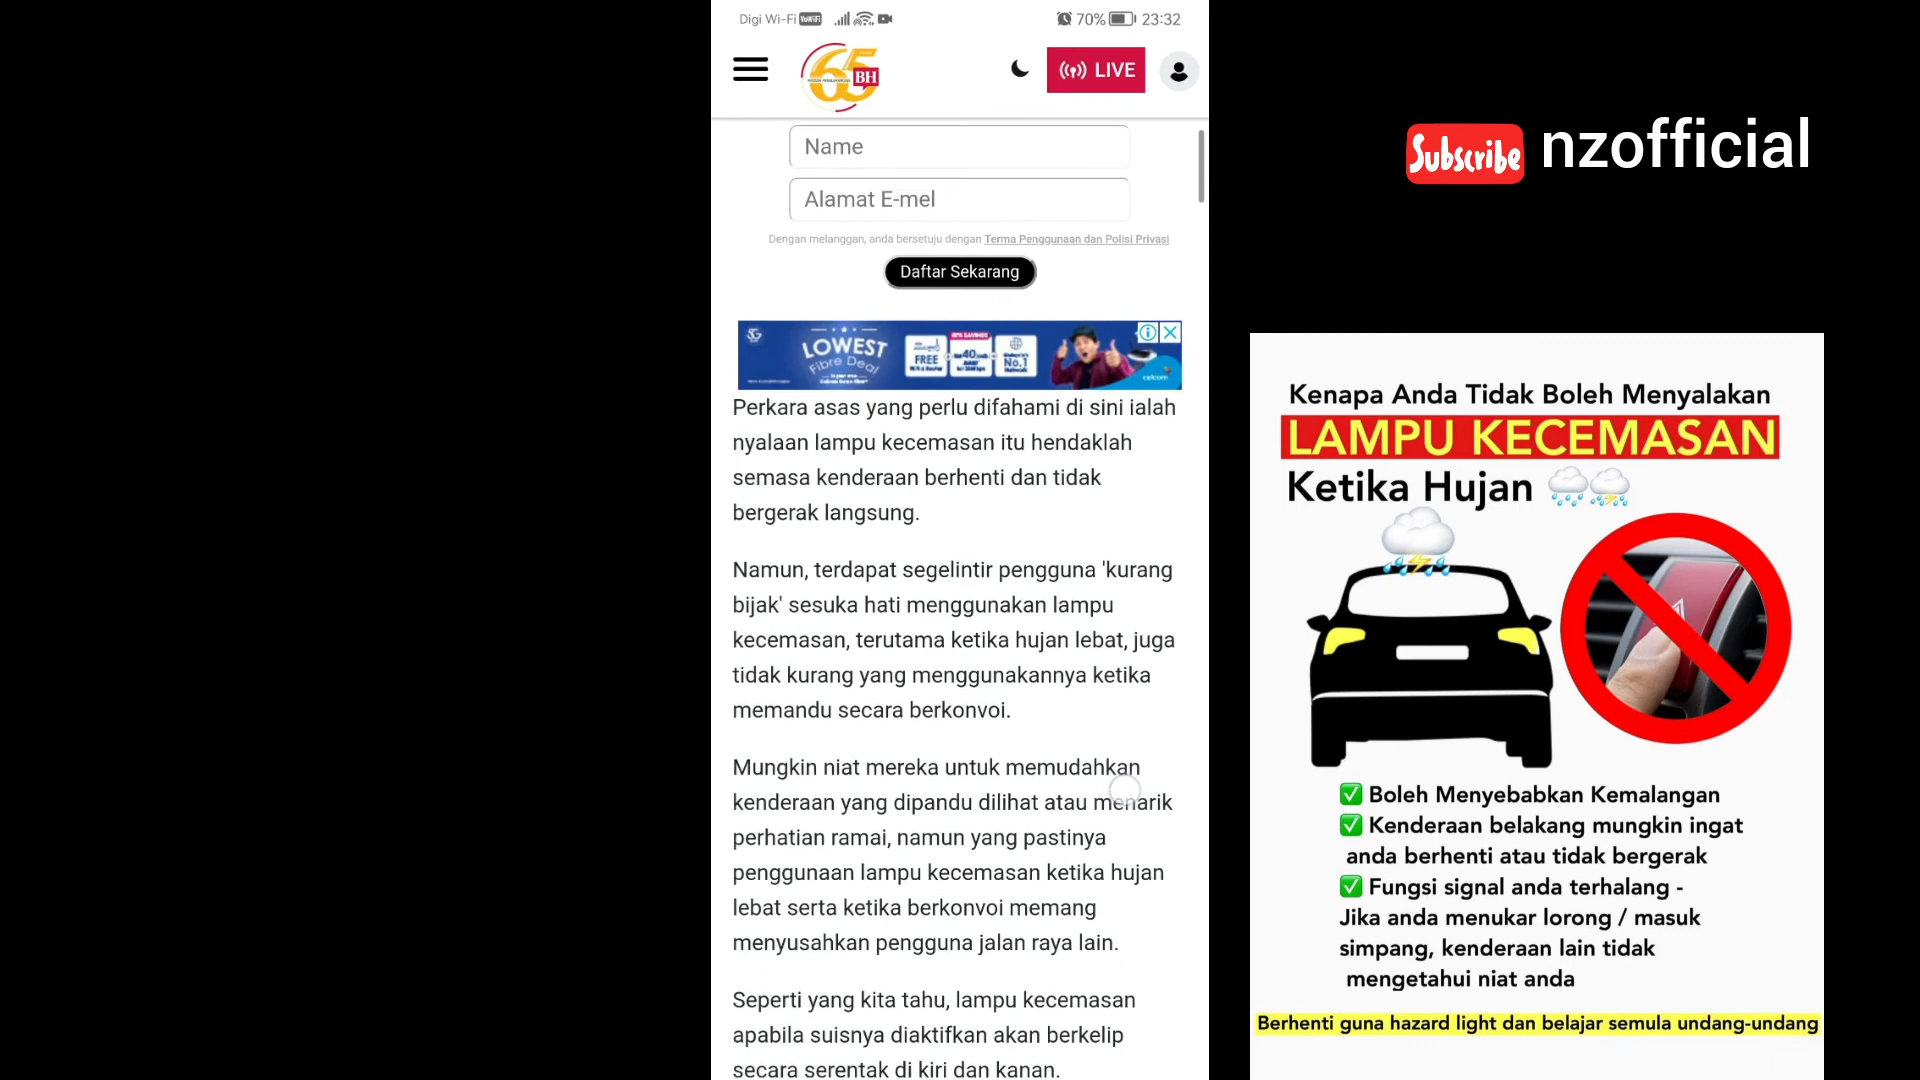 Digi Wi-Fi VoWiFi 70% 23:32
65 BH
LIVE
Name
Alamat E-mel
Dengan melanggan, anda bersetuju dengan Terma Penggunaan dan Polisi Privasi
Daftar Sekarang
5G
LOWEST
Fibre Deal
FREE
40
Malaysia's
No.1
celcom
Perkara asas yang perlu difahami di sini ialah
nyalaan lampu kecemasan itu hendaklah
semasa kenderaan berhenti dan tidak
bergerak langsung.
Namun, terdapat segelintir pengguna 'kurang
bijak' sesuka hati menggunakan lampu
kecemasan, terutama ketika hujan lebat, juga
tidak kurang yang menggunakannya ketika
memandu secara berkonvoi.
Mungkin niat mereka untuk memudahkan
kenderaan yang dipandu dilihat atau menarik
perhatian ramai, namun yang pastinya
penggunaan lampu kecemasan ketika hujan
lebat serta ketika berkonvoi memang
menyusahkan pengguna jalan raya lain.
Seperti yang kita tahu, lampu kecemasan
apabila suisnya diaktifkan akan berkelip
secara serentak di kiri dan kanan.
Subscribe nzofficial
Kenapa Anda Tidak Boleh Menyalakan
LAMPU KECEMASAN
Ketika Hujan
✅ Boleh Menyebabkan Kemalangan
✅ Kenderaan belakang mungkin ingat
anda berhenti atau tidak bergerak
✅ Fungsi signal anda terhalang -
Jika anda menukar lorong / masuk
simpang, kenderaan lain tidak
mengetahui niat anda
Berhenti guna hazard light dan belajar semula undang-undang